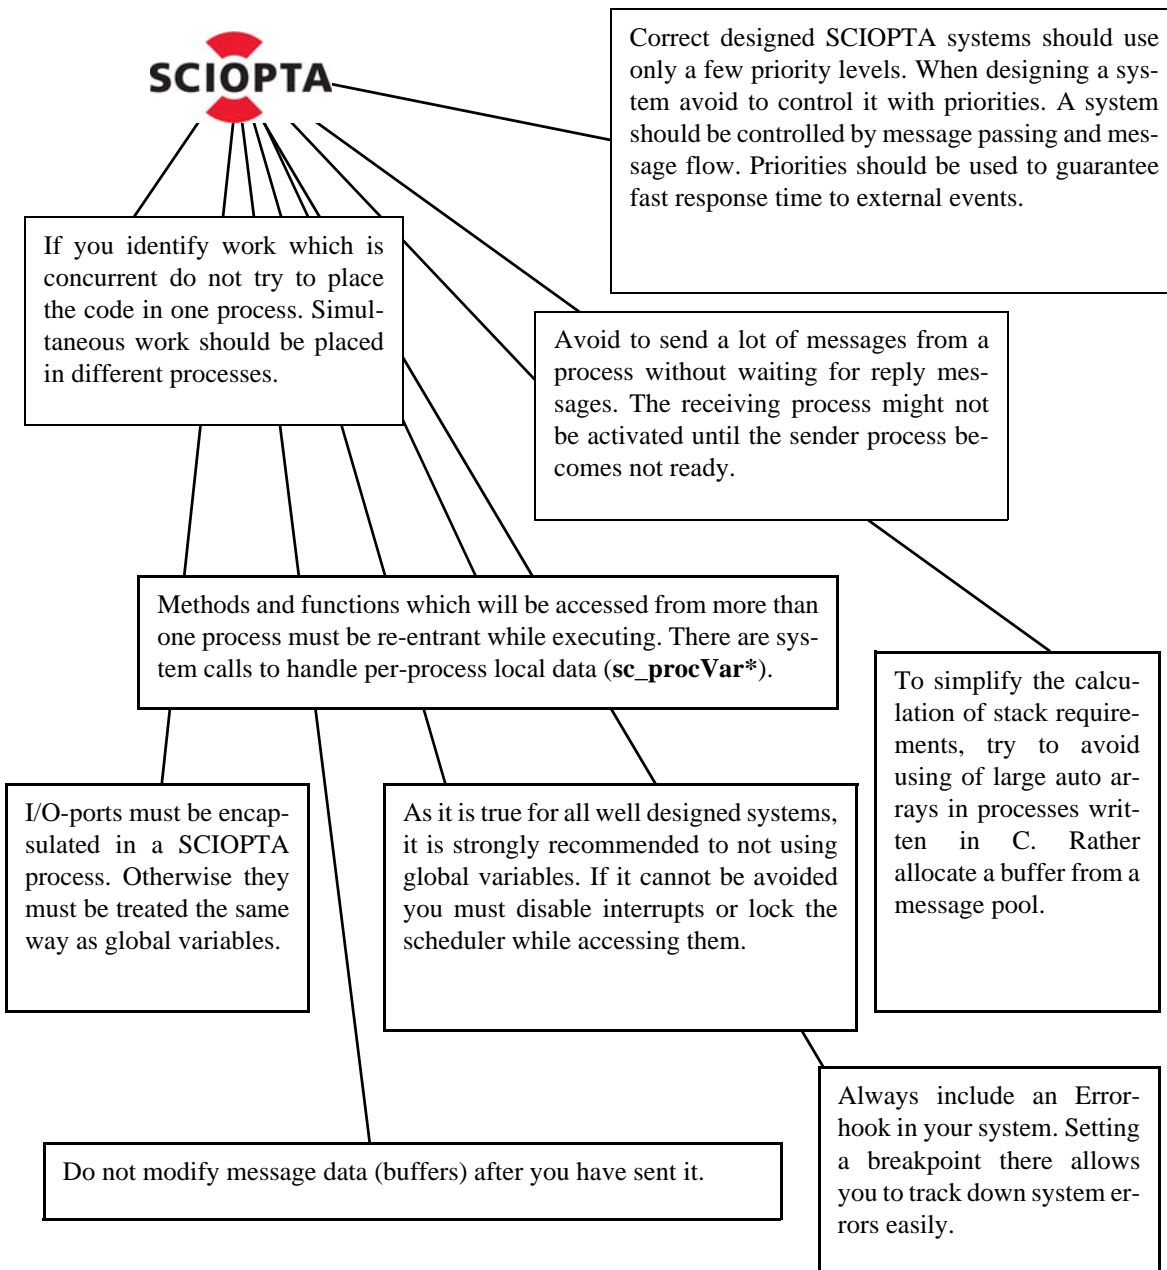 SCIOPTA
Correct designed SCIOPTA systems should use
only a few priority levels. When designing a sys-
tem avoid to control it with priorities. A system
should be controlled by message passing and mes-
sage flow. Priorities should be used to guarantee
fast response time to external events.
If you identify work which is
concurrent do not try to place
the code in one process. Simul-
taneous work should be placed
in different processes.
Avoid to send a lot of messages from a
process without waiting for reply mes-
sages. The receiving process might not
be activated until the sender process be-
comes not ready.
Methods and functions which will be accessed from more than
one process must be re-entrant while executing. There are sys-
tem calls to handle per-process local data (sc_procVar*).
To simplify the calcu-
lation of stack require-
ments, try to avoid
using of large auto ar-
rays in processes writ-
ten in C. Rather
allocate a buffer from a
message pool.
I/O-ports must be encap-
sulated in a SCIOPTA
process. Otherwise they
must be treated the same
way as global variables.
As it is true for all well designed systems,
it is strongly recommended to not using
global variables. If it cannot be avoided
you must disable interrupts or lock the
scheduler while accessing them.
Always include an Error-
hook in your system. Setting
a breakpoint there allows
you to track down system er-
rors easily.
Do not modify message data (buffers) after you have sent it.